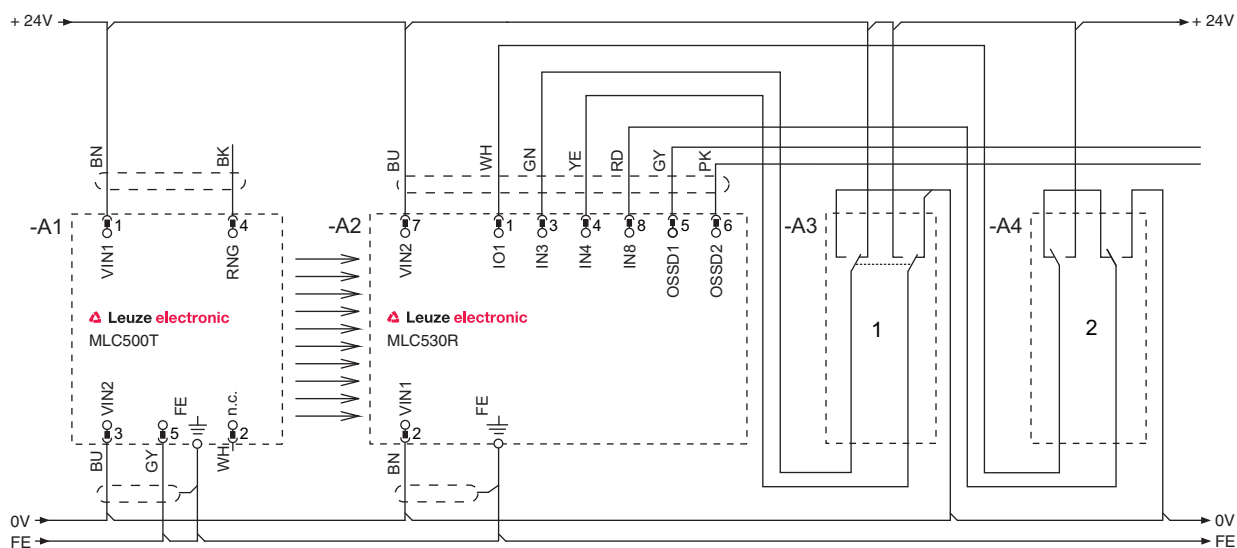 + 24V
+ 24V
BN
BK
BU
WH
GN
YE
RD
GY
PK
-A1
1
4
VIN1
RNG
-A2
7
1
3
4
8
5
6
VIN2
IO1
IN3
IN4
IN8
OSSD1
OSSD2
-A3
-A4
Leuze electronic
MLC500T
Leuze electronic
MLC530R
1
2
VIN2
FE
n.c.
3
5
2
BU
GY
WH
VIN1
FE
2
BN
0V
0V
FE
FE